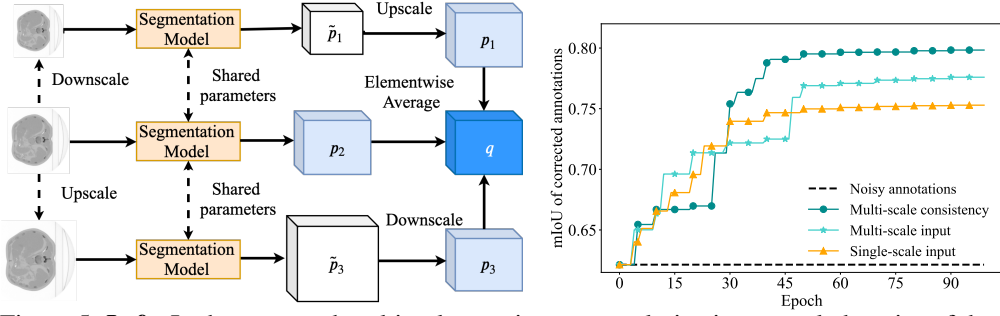 Segmentation
Model
p̃1
Upscale
p1
Downscale
Shared
parameters
Elementwise
Average
Segmentation
Model
p2
q
Upscale
Shared
parameters
Downscale
Segmentation
Model
p̃3
p3
mIoU of corrected annotations
0.80
0.75
0.70
0.65
Noisy annotations
Multi-scale consistency
Multi-scale input
Single-scale input
0 15 30 45 60 75 90
Epoch